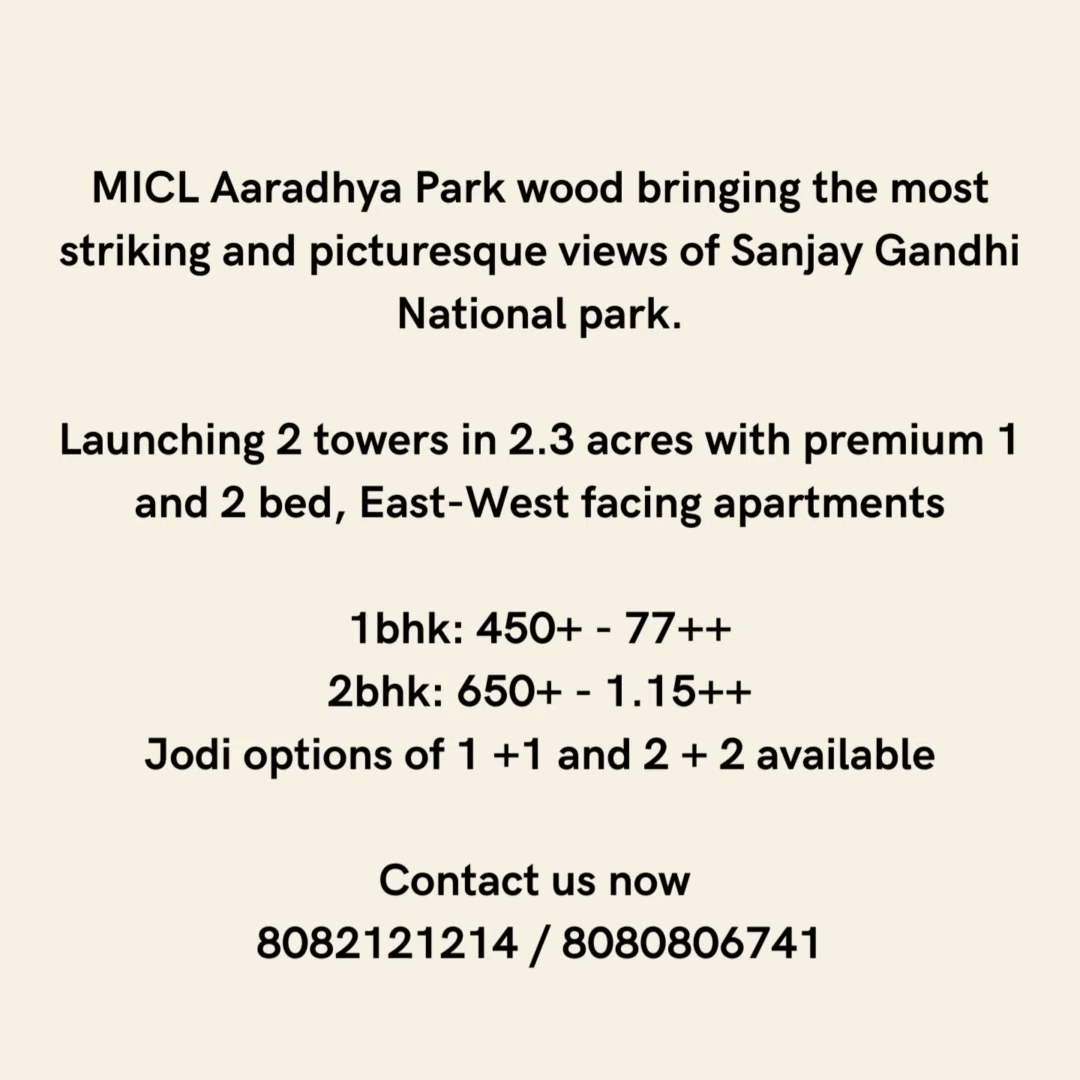 MICL Aaradhya Park wood bringing the most
striking and picturesque views of Sanjay Gandhi
National park.
Launching 2 towers in 2.3 acres with premium 1
and 2 bed, East-West facing apartments
1bhk: 450+ - 77++
2bhk: 650+ - 1.15++
Jodi options of 1 +1 and 2 + 2 available
Contact us now
8082121214 / 8080806741